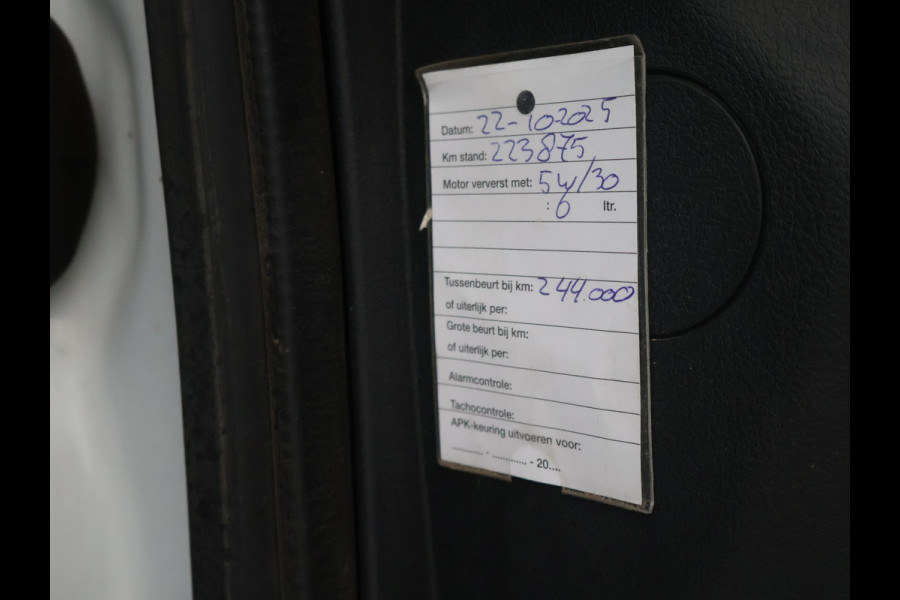 Datum: 22-10-2025
Km stand: 223875
Motor ververst met: 5w/30
: 6 ltr.
Tussenbeurt bij km: 244.000
of uiterlijk per:
Grote beurt bij km:
of uiterlijk per:
Alarmcontrole:
Tachocontrole:
APK-keuring uitvoeren voor:
......... - ............ - 20....